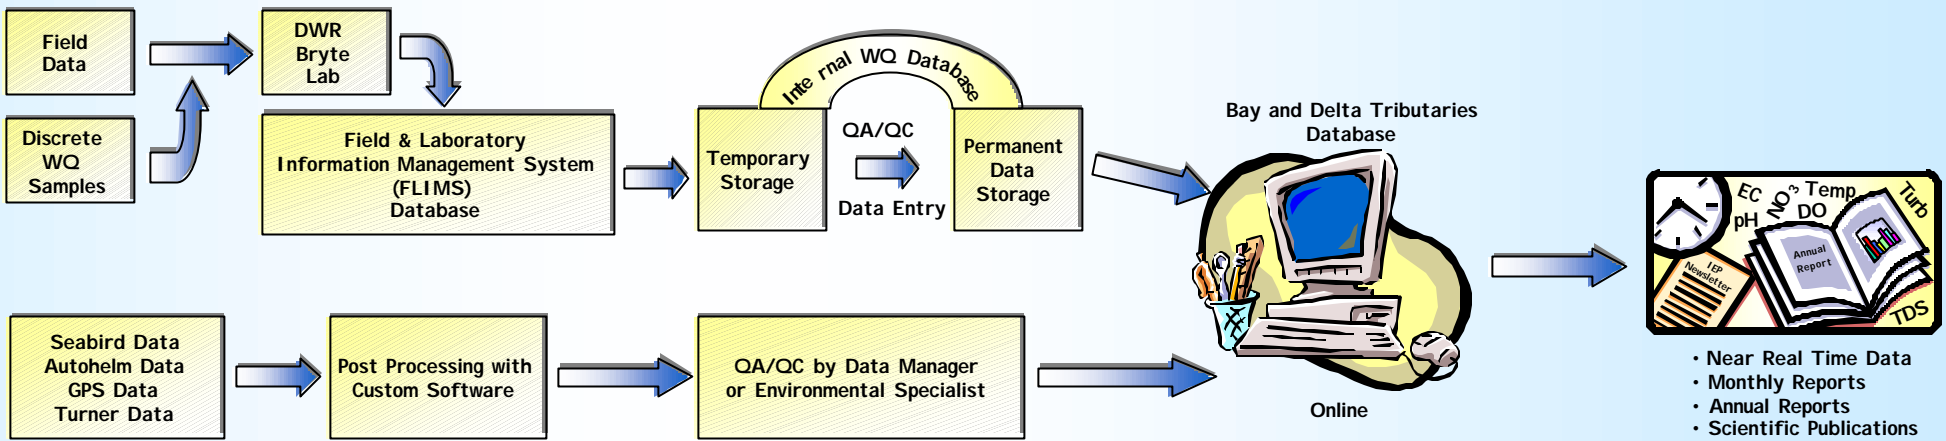 Field
Data
Discrete
WQ
Samples
DWR
Bryte
Lab
Field & Laboratory
Information Management System
(FLIMS)
Database
Internal WQ Database
Temporary
Storage
QA/QC
Data Entry
Permanent
Data
Storage
Bay and Delta Tributaries
Database
Online
Seabird Data
Autohelm Data
GPS Data
Turner Data
Post Processing with
Custom Software
QA/QC by Data Manager
or Environmental Specialist
EC
pH
NO3
Temp
DO
Turb
TDS
Annual
Report
IEP
Newsletter
• Near Real Time Data
• Monthly Reports
• Annual Reports
• Scientific Publications